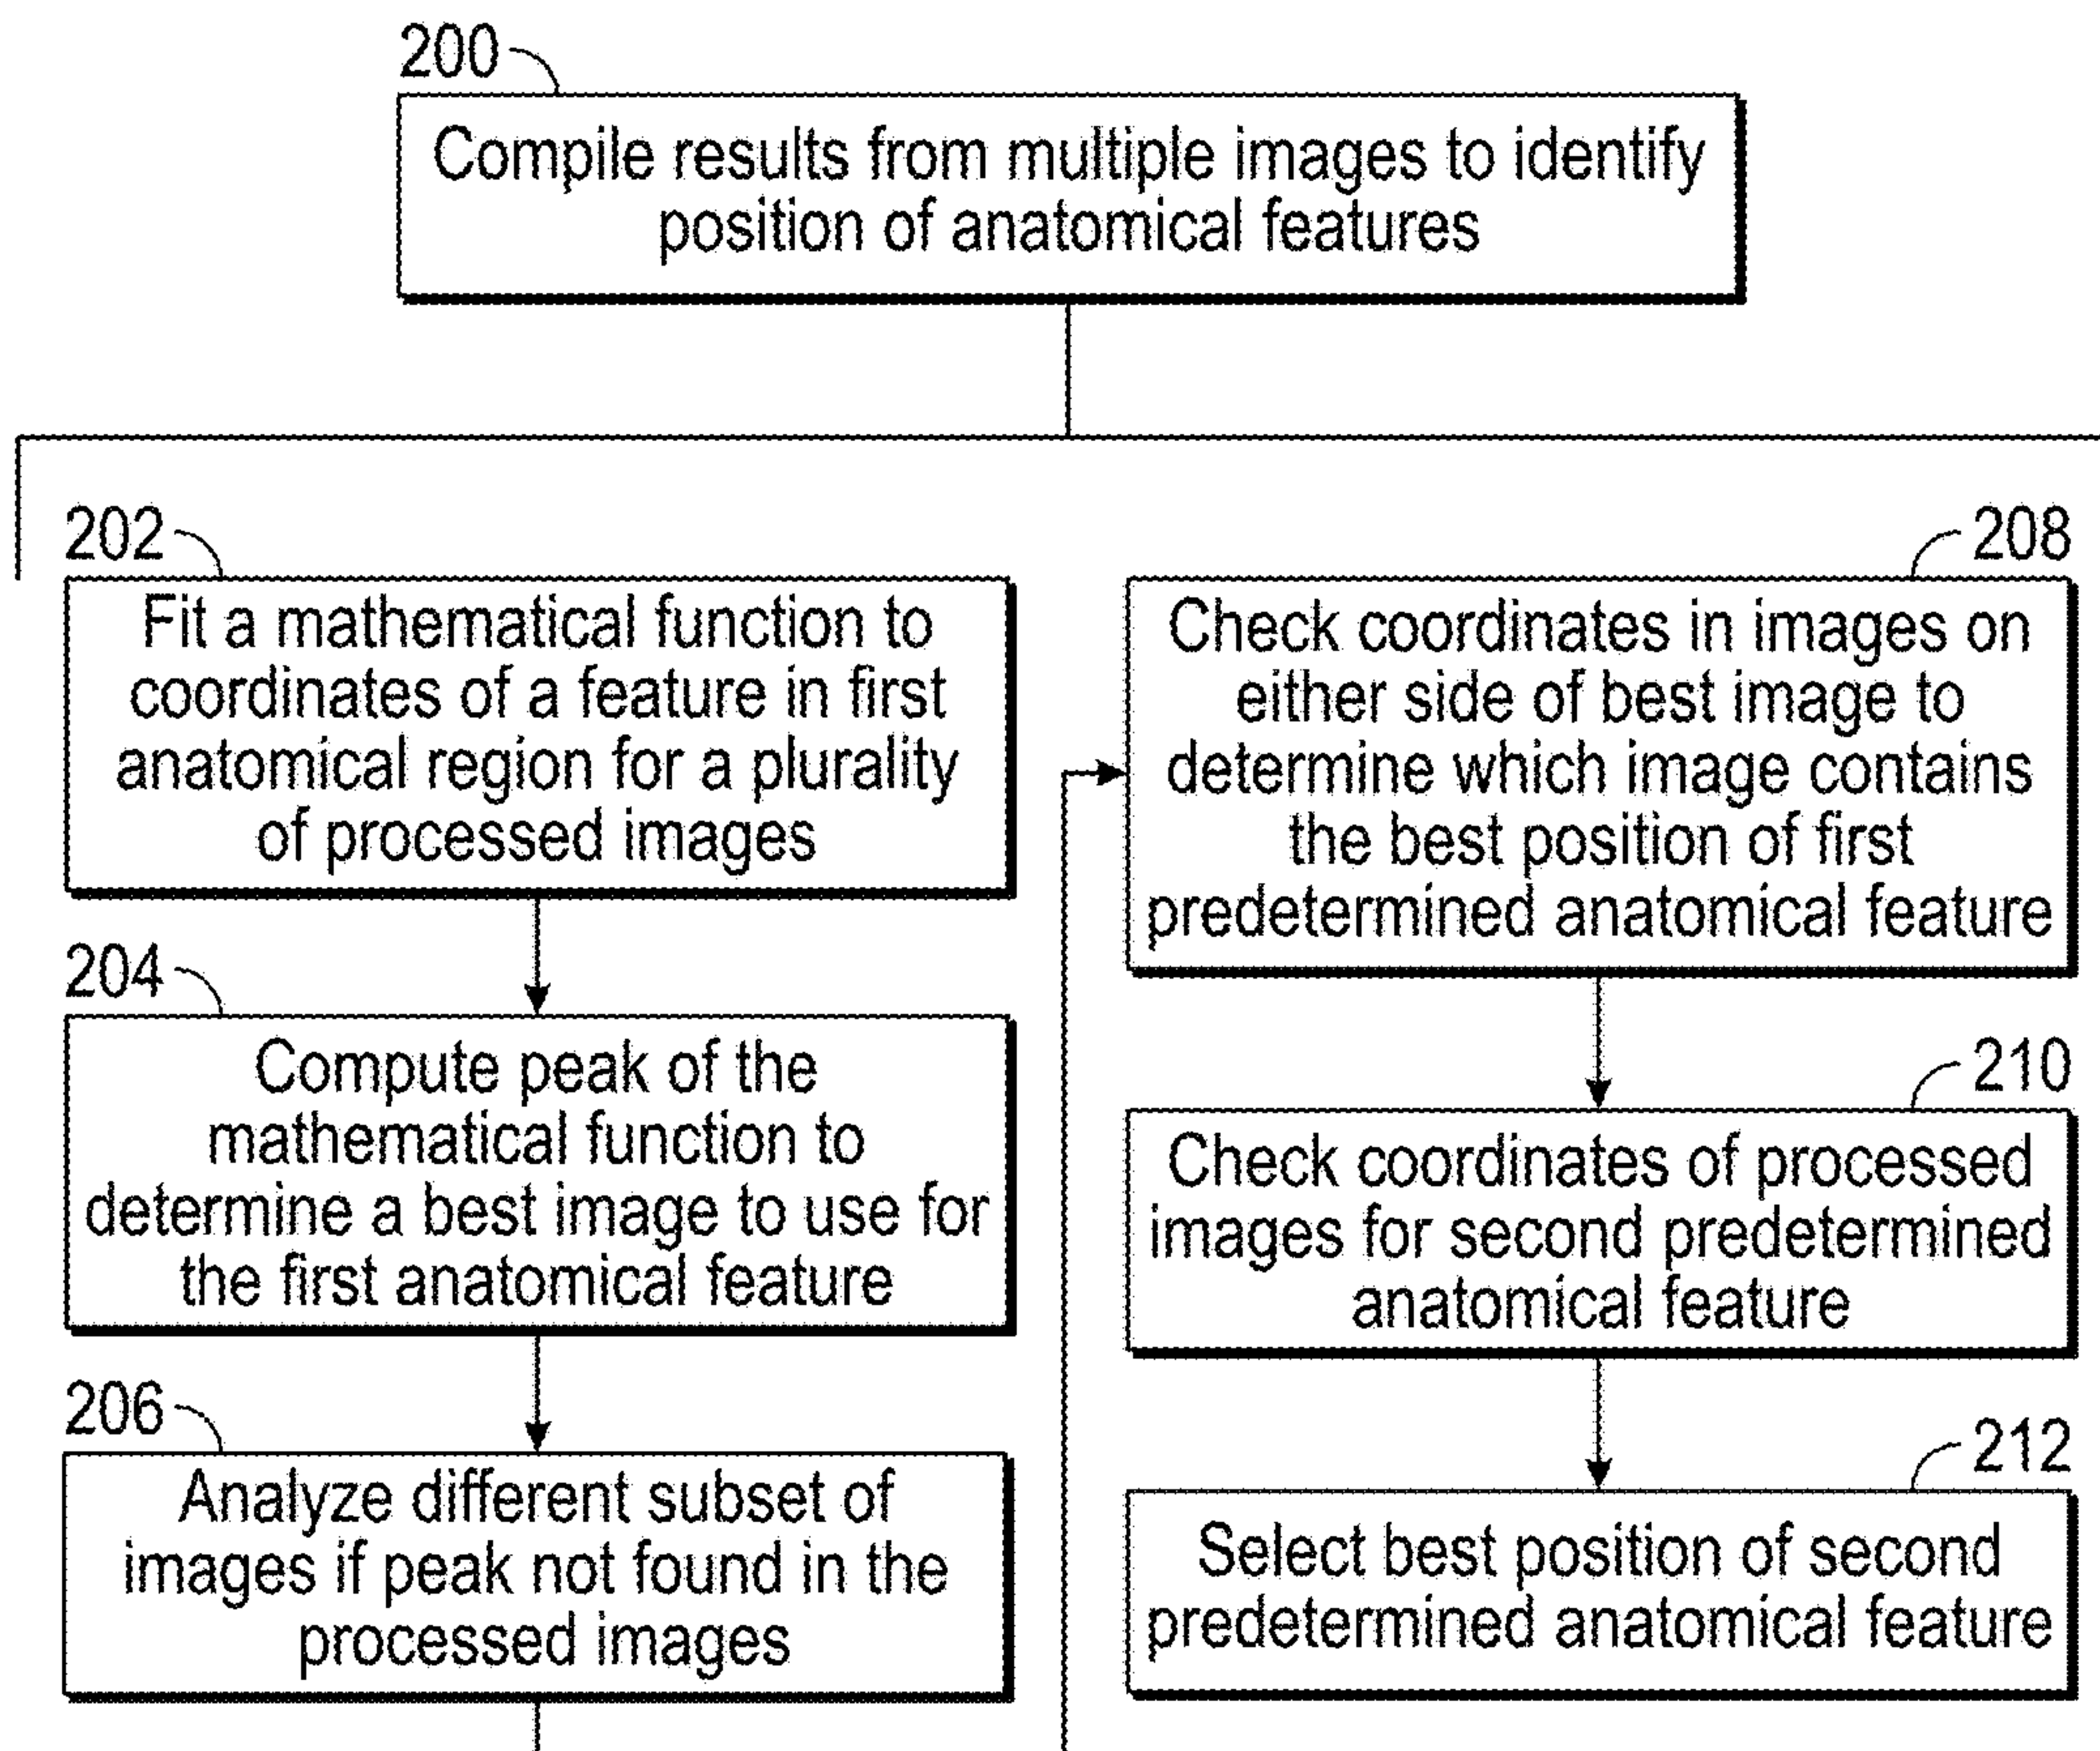 200
Compile results from multiple images to identify
position of anatomical features
202
Fit a mathematical function to
coordinates of a feature in first
anatomical region for a plurality
of processed images
204
Compute peak of the
mathematical function to
determine a best image to use for
the first anatomical feature
206
Analyze different subset of
images if peak not found in the
processed images
208
Check coordinates in images on
either side of best image to
determine which image contains
the best position of first
predetermined anatomical feature
210
Check coordinates of processed
images for second predetermined
anatomical feature
212
Select best position of second
predetermined anatomical feature